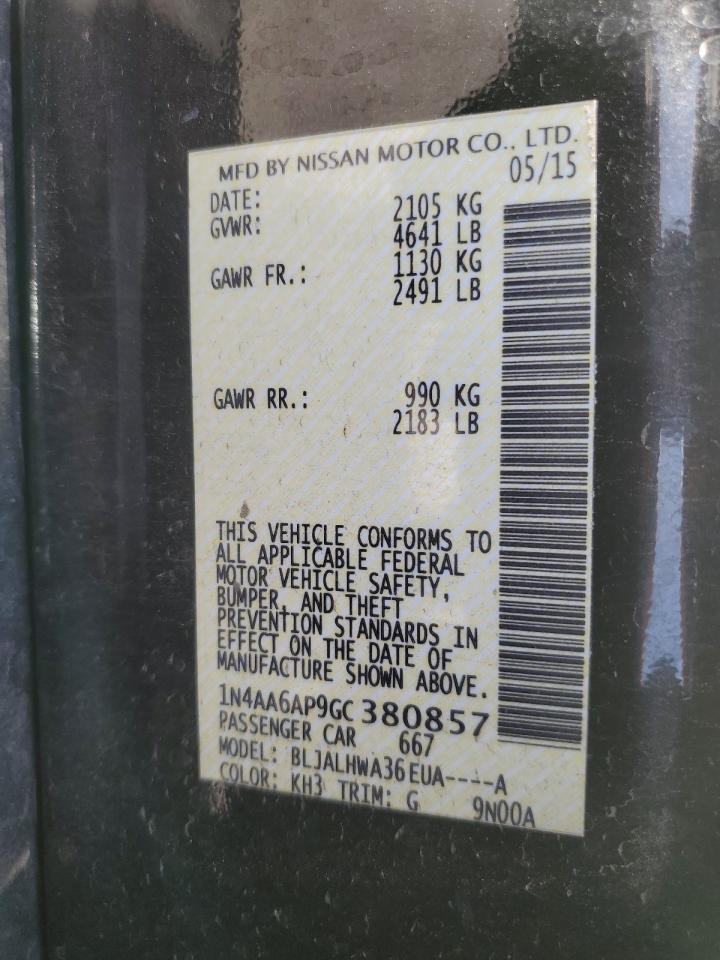 MFD BY NISSAN MOTOR CO., LTD.
DATE: 05/15
GVWR: 2105 KG
4641 LB
GAWR FR.: 1130 KG
2491 LB
GAWR RR.: 990 KG
2183 LB
THIS VEHICLE CONFORMS TO
ALL APPLICABLE FEDERAL
MOTOR VEHICLE SAFETY,
BUMPER, AND THEFT
PREVENTION STANDARDS IN
EFFECT ON THE DATE OF
MANUFACTURE SHOWN ABOVE.
1N4AA6AP9GC380857
PASSENGER CAR 667
MODEL: BLJALHWA36EUA----A
COLOR: KH3 TRIM: G 9N00A